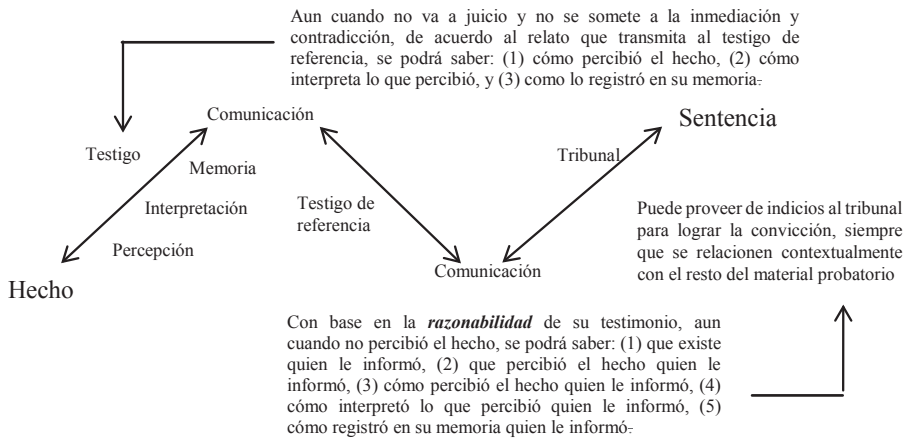 Aun cuando no va a juicio y no se somete a la inmediación y
contradicción, de acuerdo al relato que transmita al testigo de
referencia, se podrá saber: (1) cómo percibió el hecho, (2) cómo
interpreta lo que percibió, y (3) como lo registró en su memoria.
Comunicación
Sentencia
Testigo
Memoria
Tribunal
Interpretación
Testigo de
referencia
Percepción
Comunicación
Hecho
Puede proveer de indicios al tribunal
para lograr la convicción, siempre
que se relacionen contextualmente
con el resto del material probatorio
Con base en la razonabilidad de su testimonio, aun
cuando no percibió el hecho, se podrá saber: (1) que existe
quien le informó, (2) que percibió el hecho quien le
informó, (3) cómo percibió el hecho quien le informó, (4)
cómo interpretó lo que percibió quien le informó, (5)
cómo registró en su memoria quien le informó.